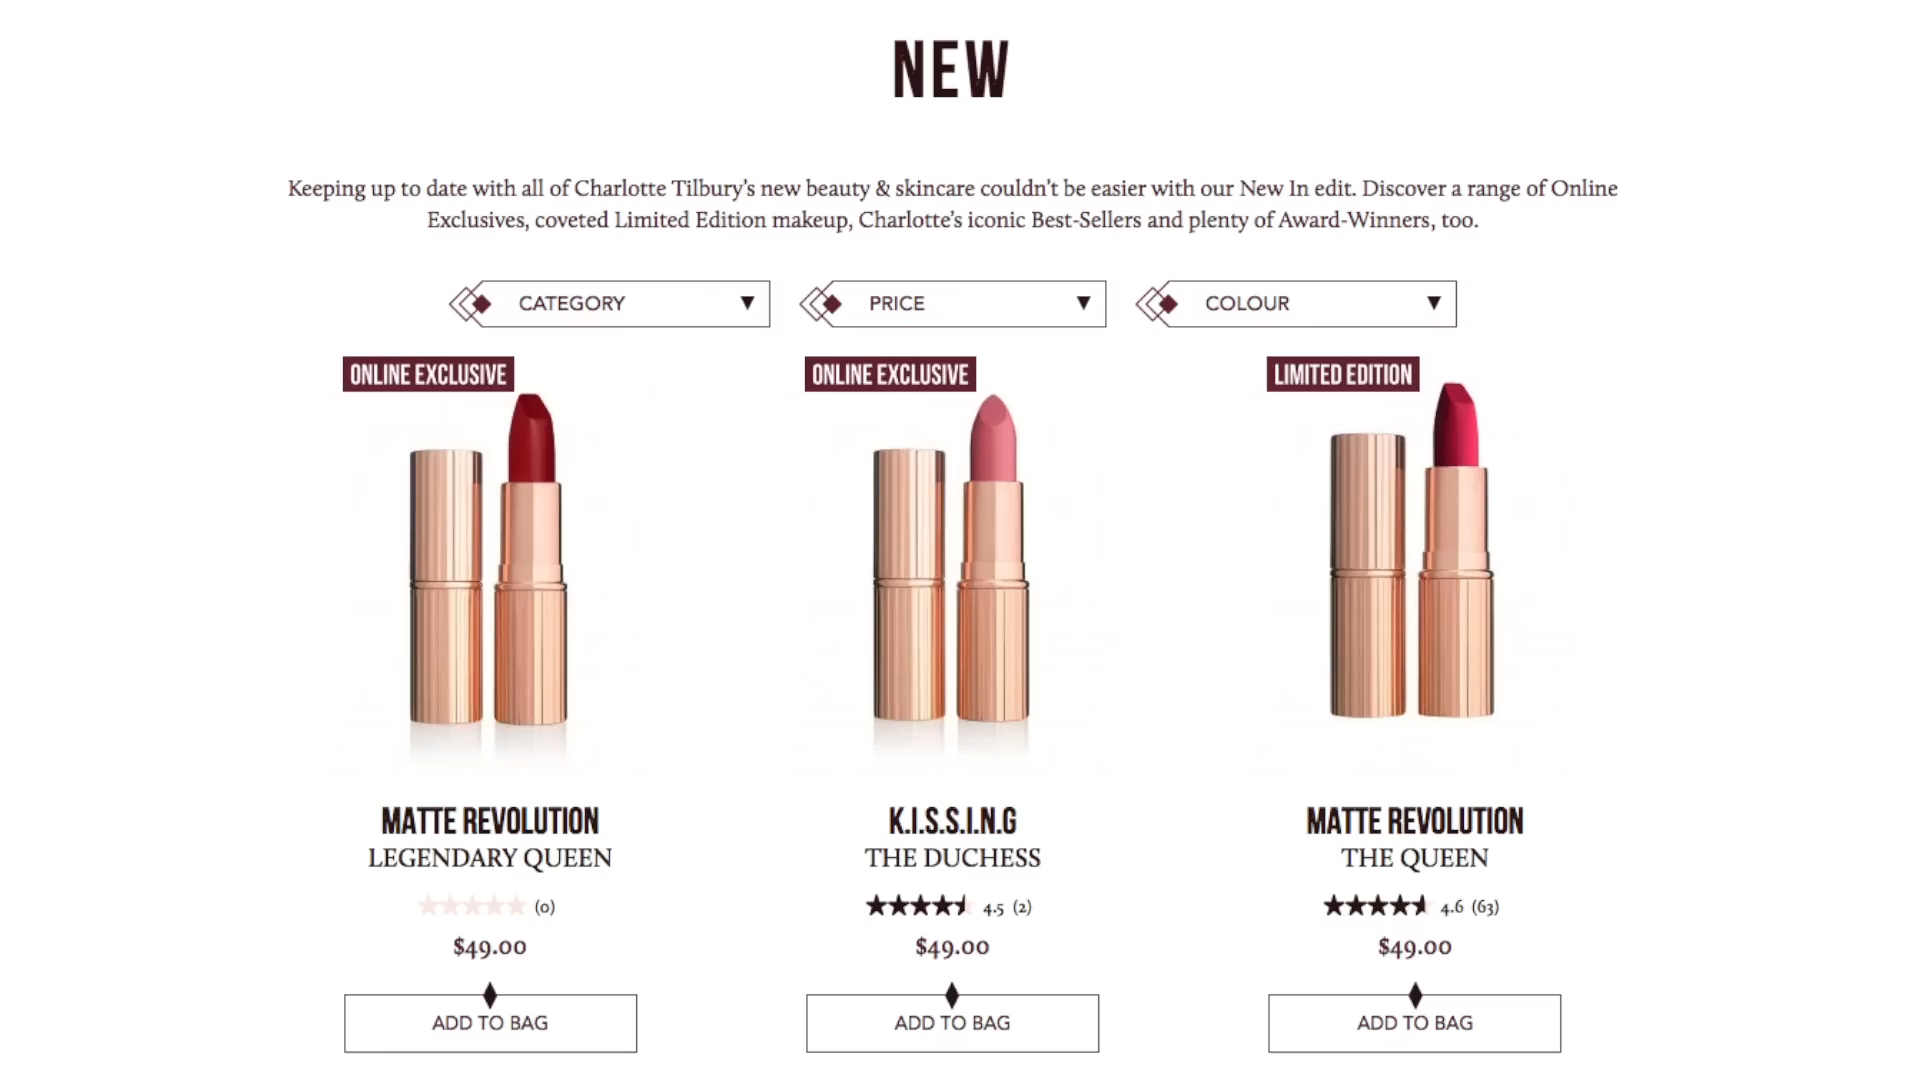 NEW
Keeping up to date with all of Charlotte Tilbury's new beauty & skincare couldn't be easier with our New In edit. Discover a range of Online
Exclusives, coveted Limited Edition makeup, Charlotte's iconic Best-Sellers and plenty of Award-Winners, too.
CATEGORY
PRICE
COLOUR
ONLINE EXCLUSIVE
ONLINE EXCLUSIVE
LIMITED EDITION
MATTE REVOLUTION
LEGENDARY QUEEN
(0)
$49.00
ADD TO BAG
K.I.S.S.I.N.G
THE DUCHESS
4.5 (2)
$49.00
ADD TO BAG
MATTE REVOLUTION
THE QUEEN
4.6 (63)
$49.00
ADD TO BAG